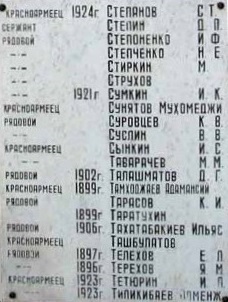 КРАСНОАРМЕЕЦ 1924г. СТЕПАНОВ С Т
СЕРЖАНТ СТЕПИН Д. П.
РЯДОВОЙ СТЕПОНЕНКО И. Ф.
-〃- СТЕПЧЕНКО Н Е
-〃- СТИРКИН М.
-〃- СТРУХОВ
-〃- 1921г СУМКИН И. К.
КРАСНОАРМЕЕЦ СУНЯТОВ МУХОМЕДЖИ
РЯДОВОЙ СУРОВЦЕВ К. В.
-〃- СУСЛИН В. В.
КРАСНОАРМЕЕЦ СЫНКИН И. С.
ТАВАРАЧЕВ М. М.
РЯДОВОЙ 1902г. ТАЛАШМАТОВ Д. Г.
КРАСНОАРМЕЕЦ 1899г. ТАМХОДЖАЕВ АДАМАНСИИ
РЯДОВОЙ ТАРАСОВ К. И.
1899г ТАРАТУХИН
РЯДОВОЙ 1906г. ТАХАТАБАКИЕВ ИЛЬЯС
КРАСНОАРМЕЕЦ ТАШБУЛАТОВ
РЯДОВОЙ 1897г. ТЕЛЕХОВ Е. Л.
-〃- 1896г. ТЕРЕХОВ Я М.
КРАСНОАРМЕЕЦ 1923г ТЕТЮРИН И. П.
1923г. ТИПИКИБАЕВ